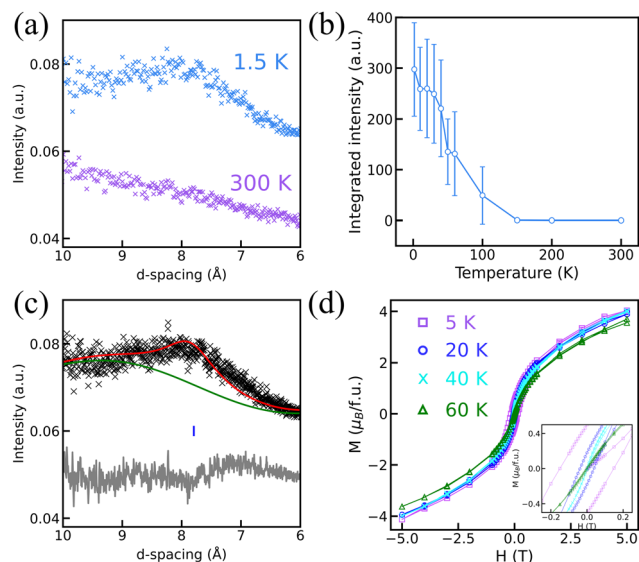 (a)
1.5 K
300 K
0.08
0.06
0.04
10
9
8
7
6
d-spacing (Å)
Intensity (a.u.)
(b)
400
300
200
100
0
0
100
200
300
Temperature (K)
Integrated intensity (a.u.)
(c)
0.08
0.06
0.04
10
9
8
7
6
d-spacing (Å)
Intensity (a.u.)
(d)
5 K
20 K
40 K
60 K
4
2
0
−2
−4
−5.0
−2.5
0.0
2.5
5.0
H (T)
M (μB/f.u.)
0.4
0.0
−0.4
−0.2
0.0
0.2
H (T)
M (μB/f.u.)